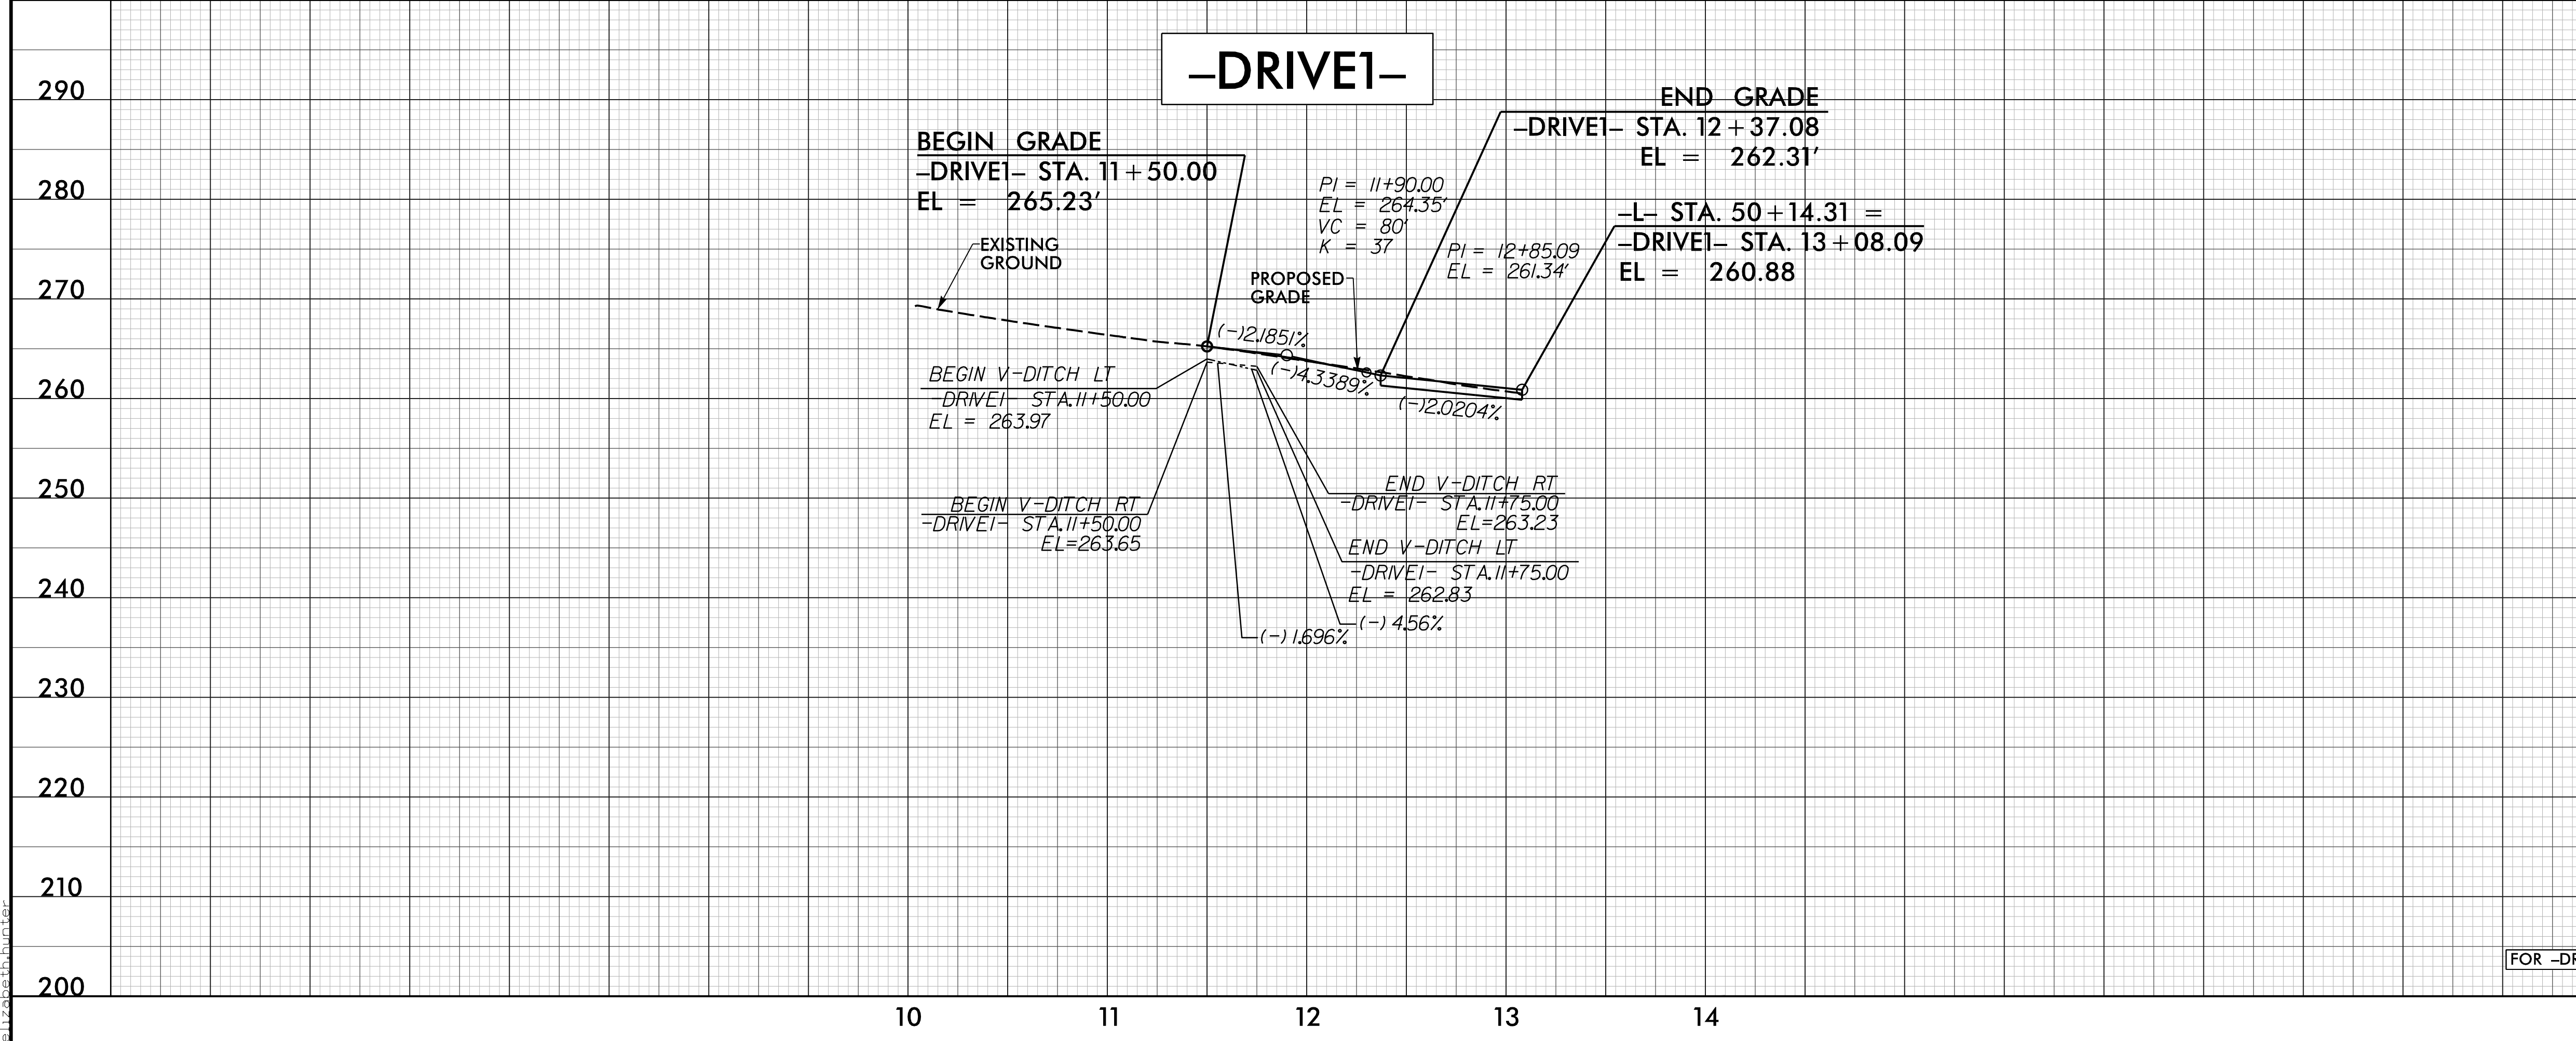 –DRIVE1–
290
280
270
260
250
240
230
220
210
200
BEGIN GRADE
–DRIVE1– STA. 11+50.00
EL = 265.23'
END GRADE
–DRIVE1– STA. 12+37.08
EL = 262.31'
PI = 11+90.00
EL = 264.35'
VC = 80'
K = 37
–L– STA. 50+14.31 =
–DRIVE1– STA. 13+08.09
EL = 260.88
PI = 12+85.09
EL = 261.34'
EXISTING
GROUND
PROPOSED
GRADE
(-)2.1851%
(-)4.3389%
(-)2.0204%
BEGIN V-DITCH LT
-DRIVE1- STA.11+50.00
EL = 263.97
BEGIN V-DITCH RT
-DRIVE1- STA.11+50.00
EL=263.65
END V-DITCH RT
-DRIVE1- STA.11+75.00
EL=263.23
END V-DITCH LT
-DRIVE1- STA.11+75.00
EL = 262.83
(-) 4.56%
(-) 1.696%
FOR –DR
elizabeth.hunter
10 11 12 13 14